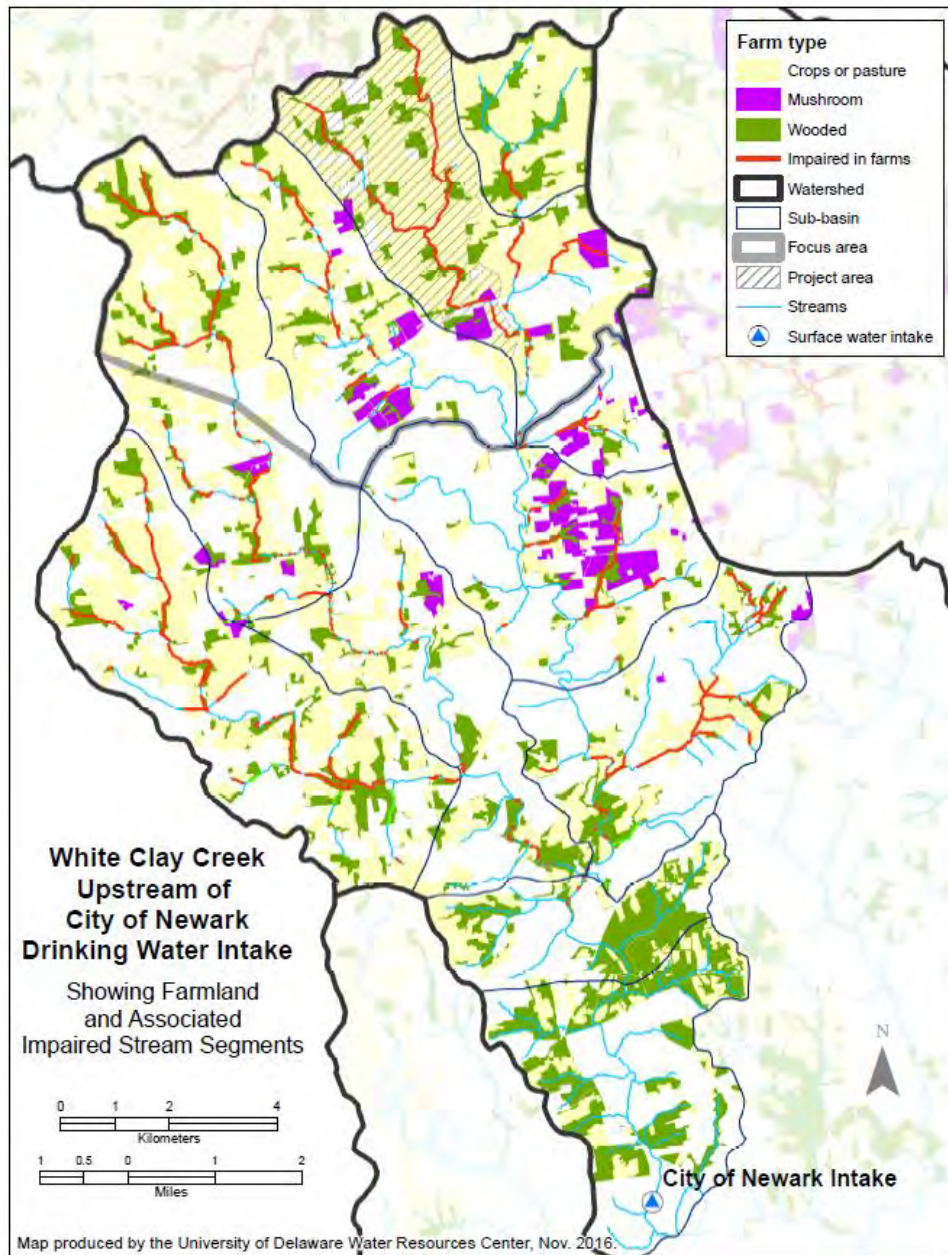 Farm type
Crops or pasture
Mushroom
Wooded
Impaired in farms
Watershed
Sub-basin
Focus area
Project area
Streams
Surface water intake
White Clay Creek
Upstream of
City of Newark
Drinking Water Intake
Showing Farmland
and Associated
Impaired Stream Segments
N
0 1 2 4
Kilometers
1 0.5 0 1 2
Miles
City of Newark Intake
Map produced by the University of Delaware Water Resources Center, Nov. 2016.